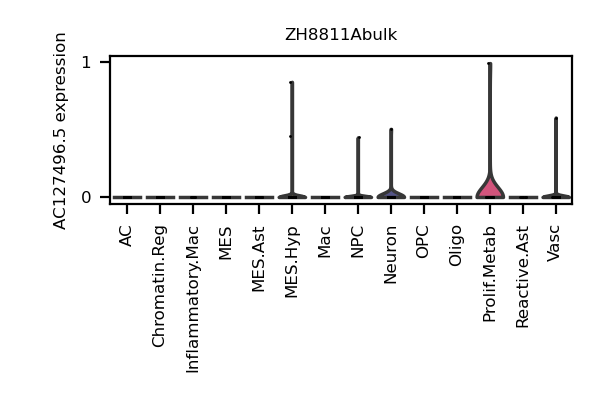 ZH8811Abulk
AC127496.5 expression
1
0
AC
Chromatin.Reg
Inflammatory.Mac
MES
MES.Ast
MES.Hyp
Mac
NPC
Neuron
OPC
Oligo
Prolif.Metab
Reactive.Ast
Vasc